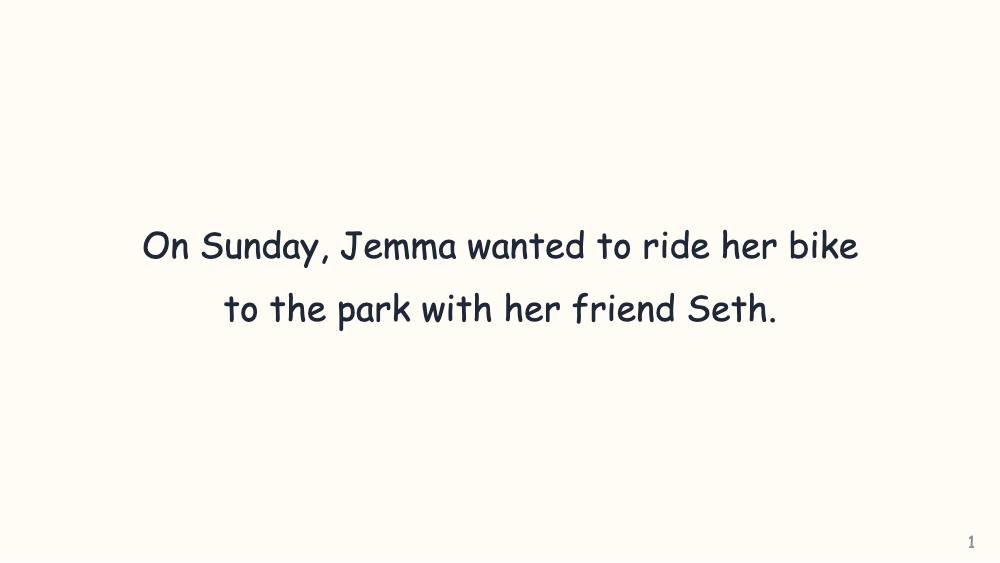 On Sunday, Jemma wanted to ride her bike
to the park with her friend Seth.
1